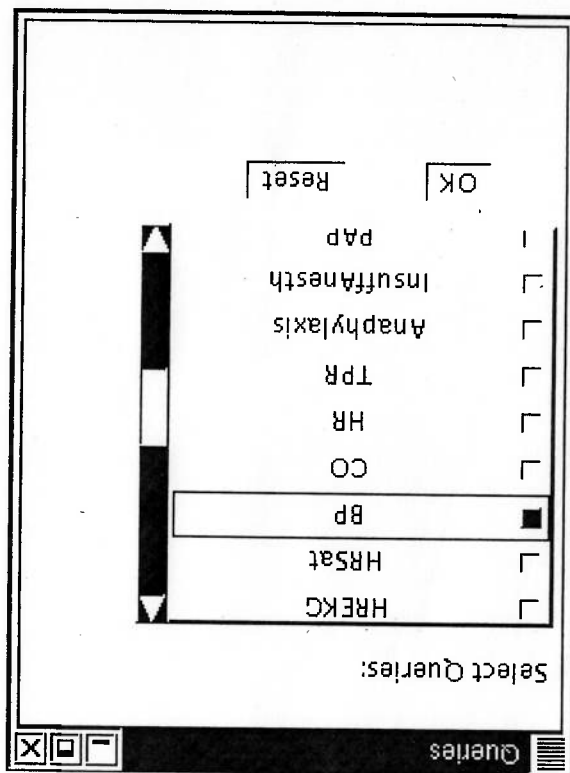 Queries
Select Queries:
HREKG
HRSat
BP
CO
HR
TPR
Anaphylaxis
InsuffAnesth
PAP
OK Reset